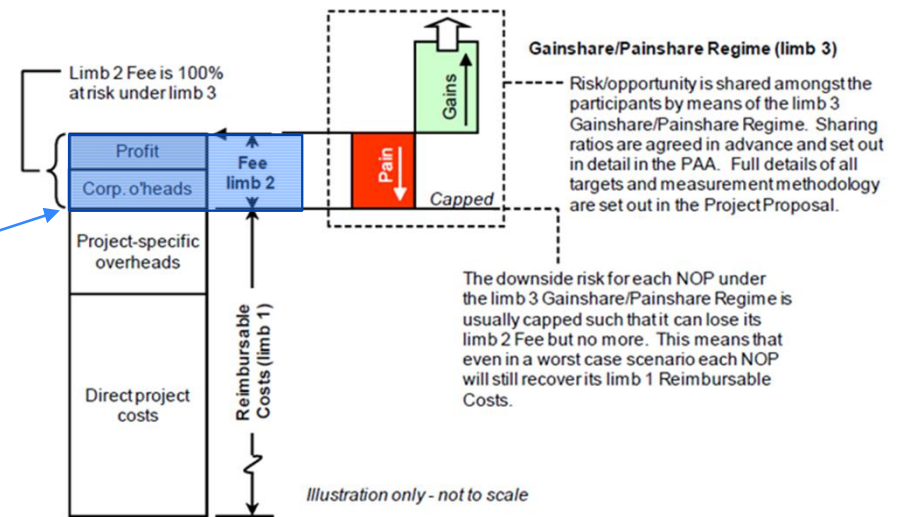 Limb 2 Fee is 100%
at risk under limb 3
Profit
Corp. o'heads
Fee
limb 2
Project-specific
overheads
Direct project
costs
Reimbursable
Costs (limb 1)
Pain
Gains
Capped
Gainshare/Painshare Regime (limb 3)
Risk/opportunity is shared amongst the
participants by means of the limb 3
Gainshare/Painshare Regime. Sharing
ratios are agreed in advance and set out
in detail in the PAA. Full details of all
targets and measurement methodology
are set out in the Project Proposal.
The downside risk for each NOP under
the limb 3 Gainshare/Painshare Regime is
usually capped such that it can lose its
limb 2 Fee but no more. This means that
even in a worst case scenario each NOP
will still recover its limb 1 Reimbursable
Costs.
Illustration only - not to scale